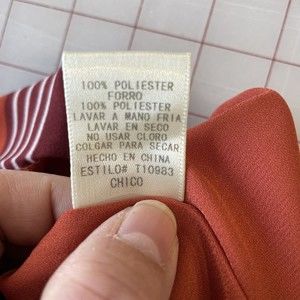 100% POLIESTER
FORRO
100% POLIESTER
LAVAR A MANO FRIA
LAVAR EN SECO
NO USAR CLORO
COLGAR PARA SECAR
HECHO EN CHINA
ESTILO# T10983
CHICO